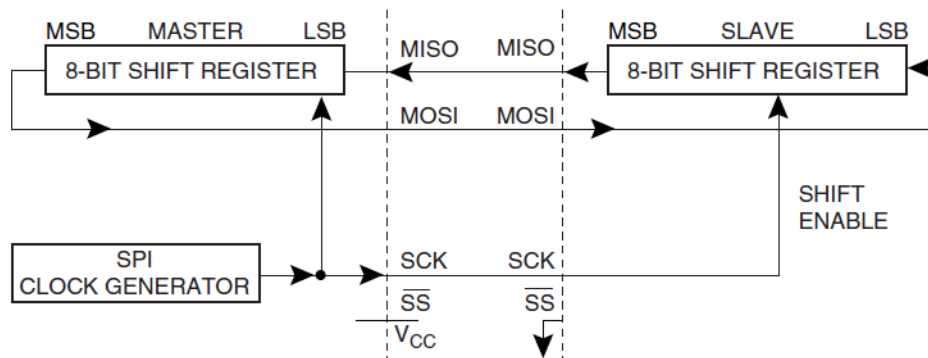 MSB MASTER LSB
8-BIT SHIFT REGISTER
MISO MISO
MSB SLAVE LSB
8-BIT SHIFT REGISTER
MOSI MOSI
SHIFT
ENABLE
SPI
CLOCK GENERATOR
SCK SCK
SS SS
VCC